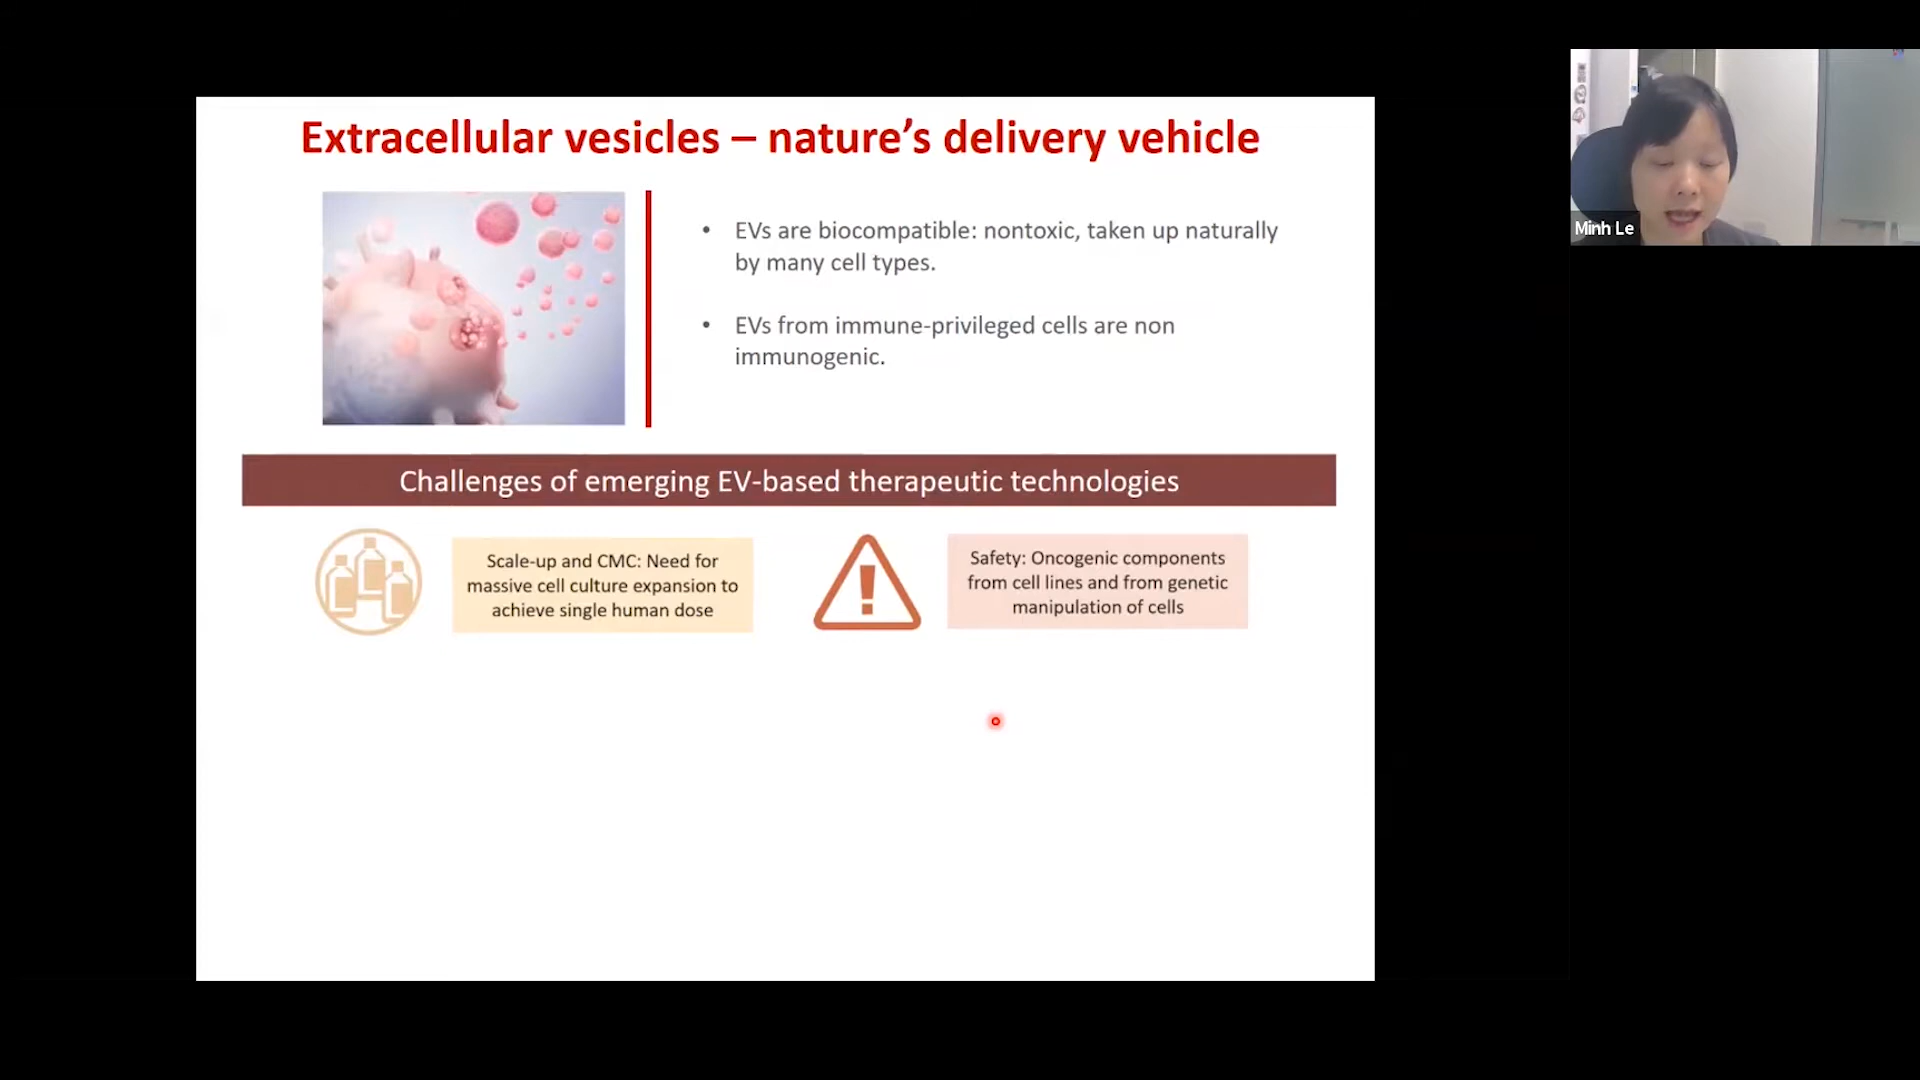 Extracellular vesicles – nature’s delivery vehicle
• EVs are biocompatible: nontoxic, taken up naturally
by many cell types.
• EVs from immune-privileged cells are non
immunogenic.
Challenges of emerging EV-based therapeutic technologies
Scale-up and CMC: Need for
massive cell culture expansion to
achieve single human dose
Safety: Oncogenic components
from cell lines and from genetic
manipulation of cells
Minh Le